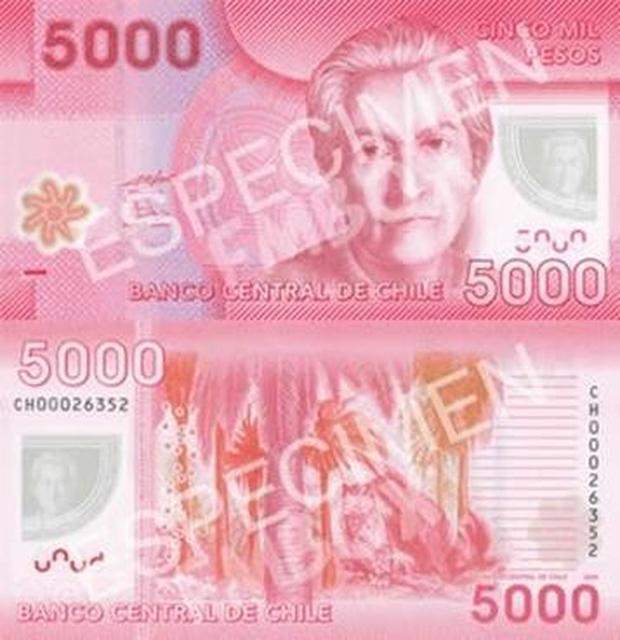 5000
CINCO MIL
PESOS
ESPECIMEN
BANCO CENTRAL DE CHILE
5000
5000
CH00026352
CH00026352
ESPECIMEN
BANCO CENTRAL DE CHILE
5000